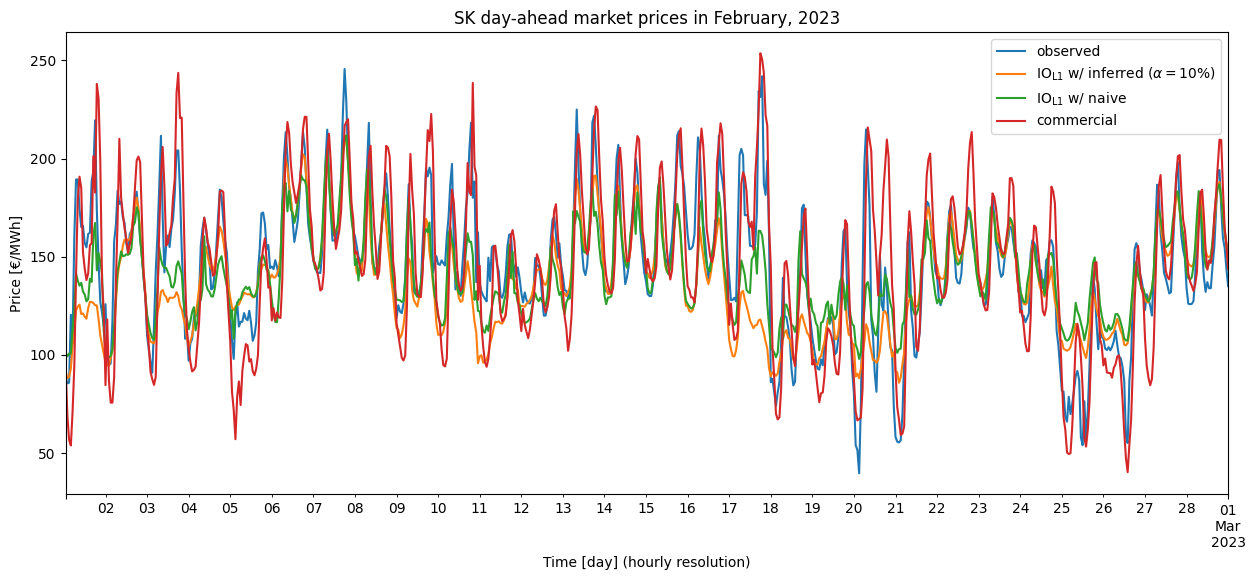 SK day-ahead market prices in February, 2023
observed
IO_L1 w/ inferred (α = 10%)
IO_L1 w/ naive
commercial
Price [€/MWh]
250
200
150
100
50
02 03 04 05 06 07 08 09 10 11 12 13 14 15 16 17 18 19 20 21 22 23 24 25 26 27 28 01
Mar
2023
Time [day] (hourly resolution)